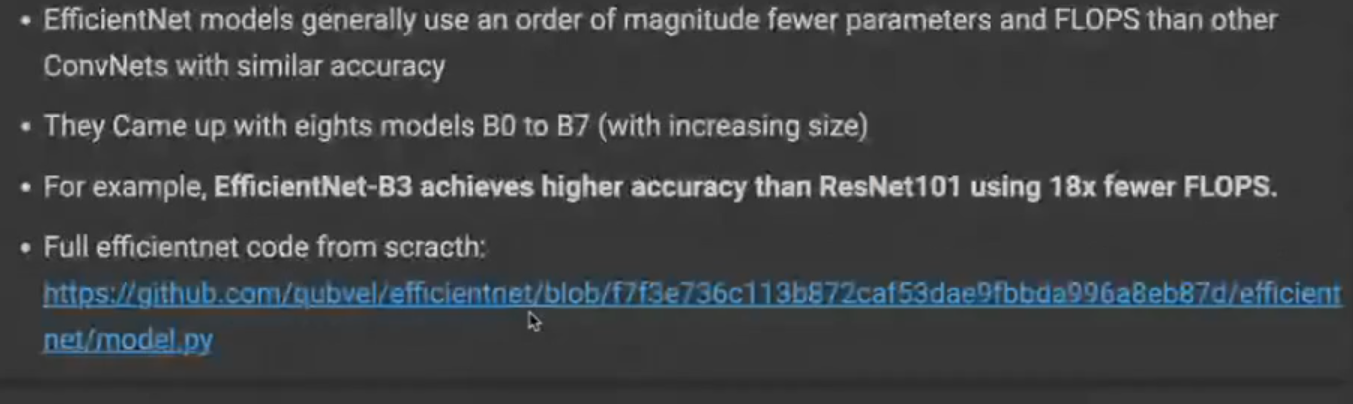 • EfficientNet models generally use an order of magnitude fewer parameters and FLOPS than other
ConvNets with similar accuracy
• They Came up with eights models B0 to B7 (with increasing size)
• For example, EfficientNet-B3 achieves higher accuracy than ResNet101 using 18x fewer FLOPS.
• Full efficientnet code from scracth:
https://github.com/qubvel/efficientnet/blob/f7f3e736c113b872caf53dae9fbbda996a8eb87d/efficient
net/model.py